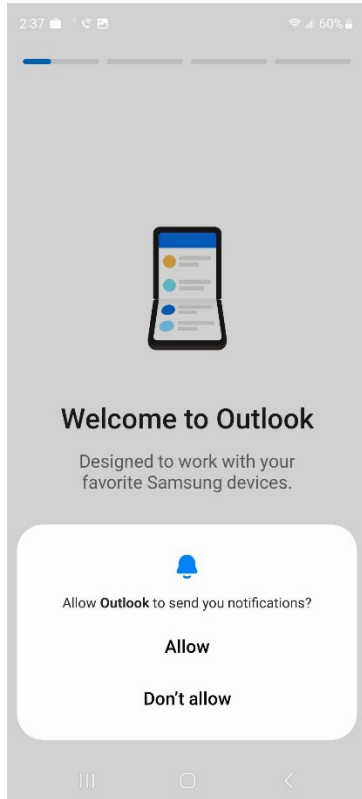 2:37
60%
Welcome to Outlook
Designed to work with your
favorite Samsung devices.
Allow Outlook to send you notifications?
Allow
Don’t allow